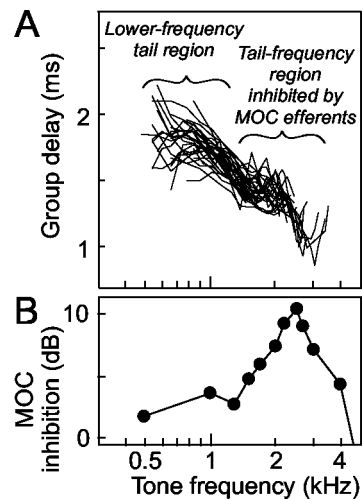 A
Lower-frequency
tail region
Tail-frequency
region
inhibited by
MOC efferents
Group delay (ms)
2
1
B
MOC
inhibition (dB)
10
0
0.5 1 2 4
Tone frequency (kHz)